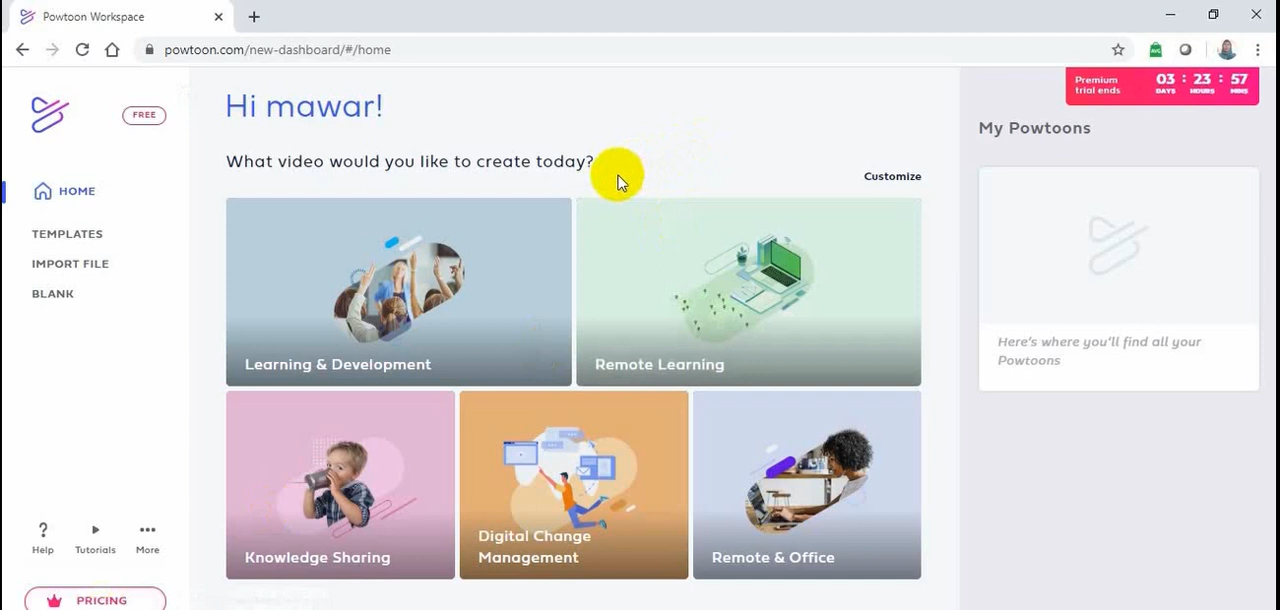 Powtoon Workspace
powtoon.com/new-dashboard/#/home
AVG
Premium
trial ends
03 : 23 : 57
DAYS HOURS MINS
FREE
HOME
TEMPLATES
IMPORT FILE
BLANK
?
Help
Tutorials
More
PRICING
Hi mawar!
What video would you like to create today?
Customize
Learning & Development
Remote Learning
Knowledge Sharing
Digital Change
Management
Remote & Office
My Powtoons
Here's where you'll find all your
Powtoons